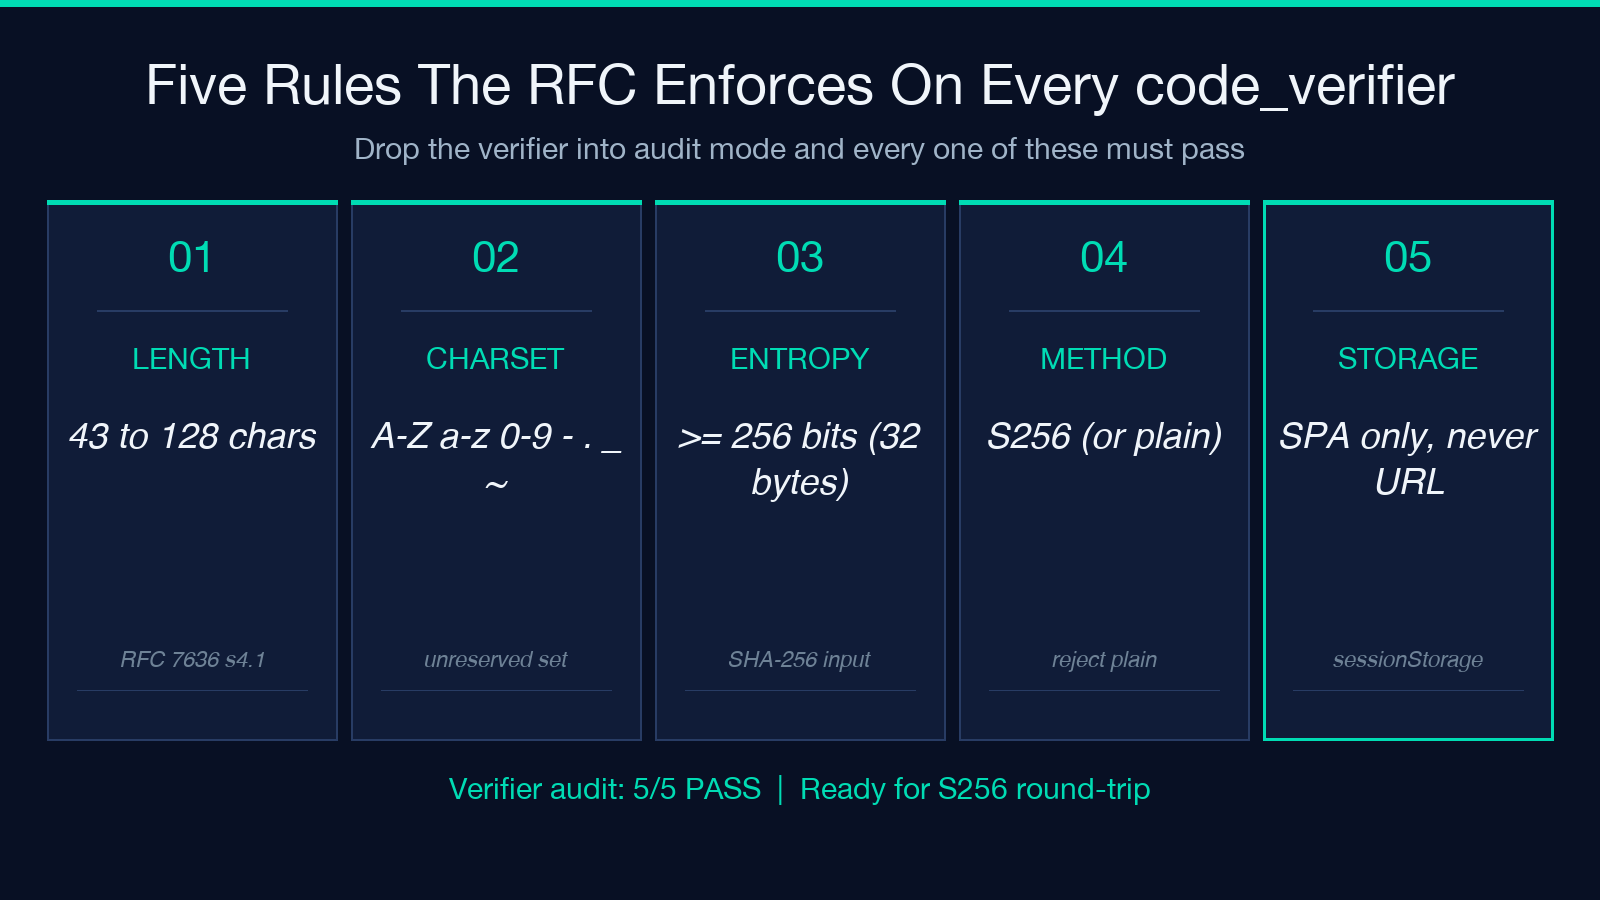 Five Rules The RFC Enforces On Every code_verifier
Drop the verifier into audit mode and every one of these must pass
01
LENGTH
43 to 128 chars
RFC 7636 s4.1
02
CHARSET
A-Z a-z 0-9 - . _
~
unreserved set
03
ENTROPY
>= 256 bits (32
bytes)
SHA-256 input
04
METHOD
S256 (or plain)
reject plain
05
STORAGE
SPA only, never
URL
sessionStorage
Verifier audit: 5/5 PASS | Ready for S256 round-trip